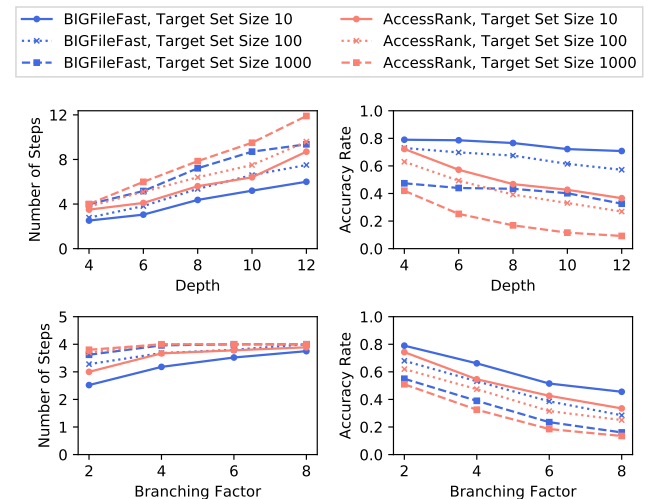 BIGFileFast, Target Set Size 10
BIGFileFast, Target Set Size 100
BIGFileFast, Target Set Size 1000
AccessRank, Target Set Size 10
AccessRank, Target Set Size 100
AccessRank, Target Set Size 1000
Number of Steps
12
8
4
0
4 6 8 10 12
Depth
Accuracy Rate
1.0
0.8
0.6
0.4
0.2
0.0
4 6 8 10 12
Depth
Number of Steps
5
4
3
2
1
0
2 4 6 8
Branching Factor
Accuracy Rate
1.0
0.8
0.6
0.4
0.2
0.0
2 4 6 8
Branching Factor